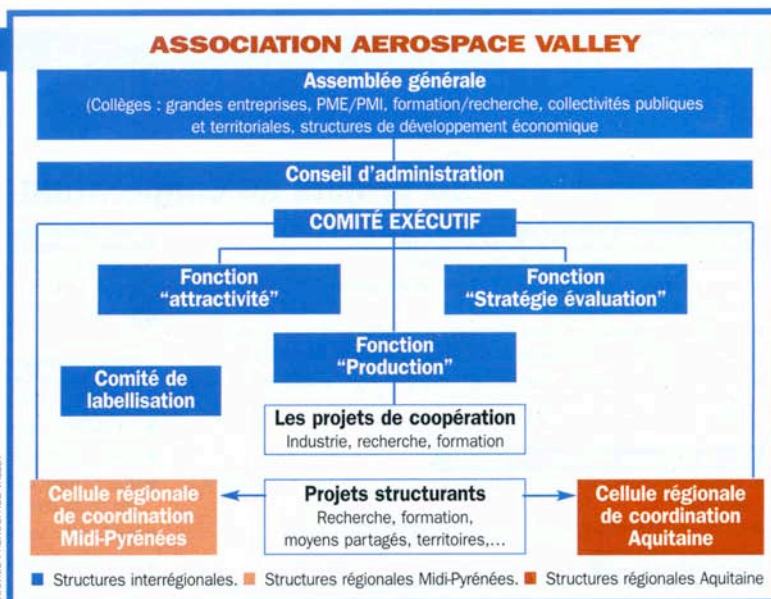 ASSOCIATION AEROSPACE VALLEY
Assemblée générale
(Collèges : grandes entreprises, PME/PMI, formation/recherche, collectivités publiques
et territoriales, structures de développement économique
Conseil d'administration
COMITÉ EXÉCUTIF
Fonction
"attractivité"
Fonction
"Stratégie évaluation"
Fonction
"Production"
Comité de
labellisation
Les projets de coopération
Industrie, recherche, formation
Cellule régionale
de coordination
Midi-Pyrénées
Projets structurants
Recherche, formation,
moyens partagés, territoires,...
Cellule régionale
de coordination
Aquitaine
Structures interrégionales.
Structures régionales Midi-Pyrénées.
Structures régionales Aquitaine